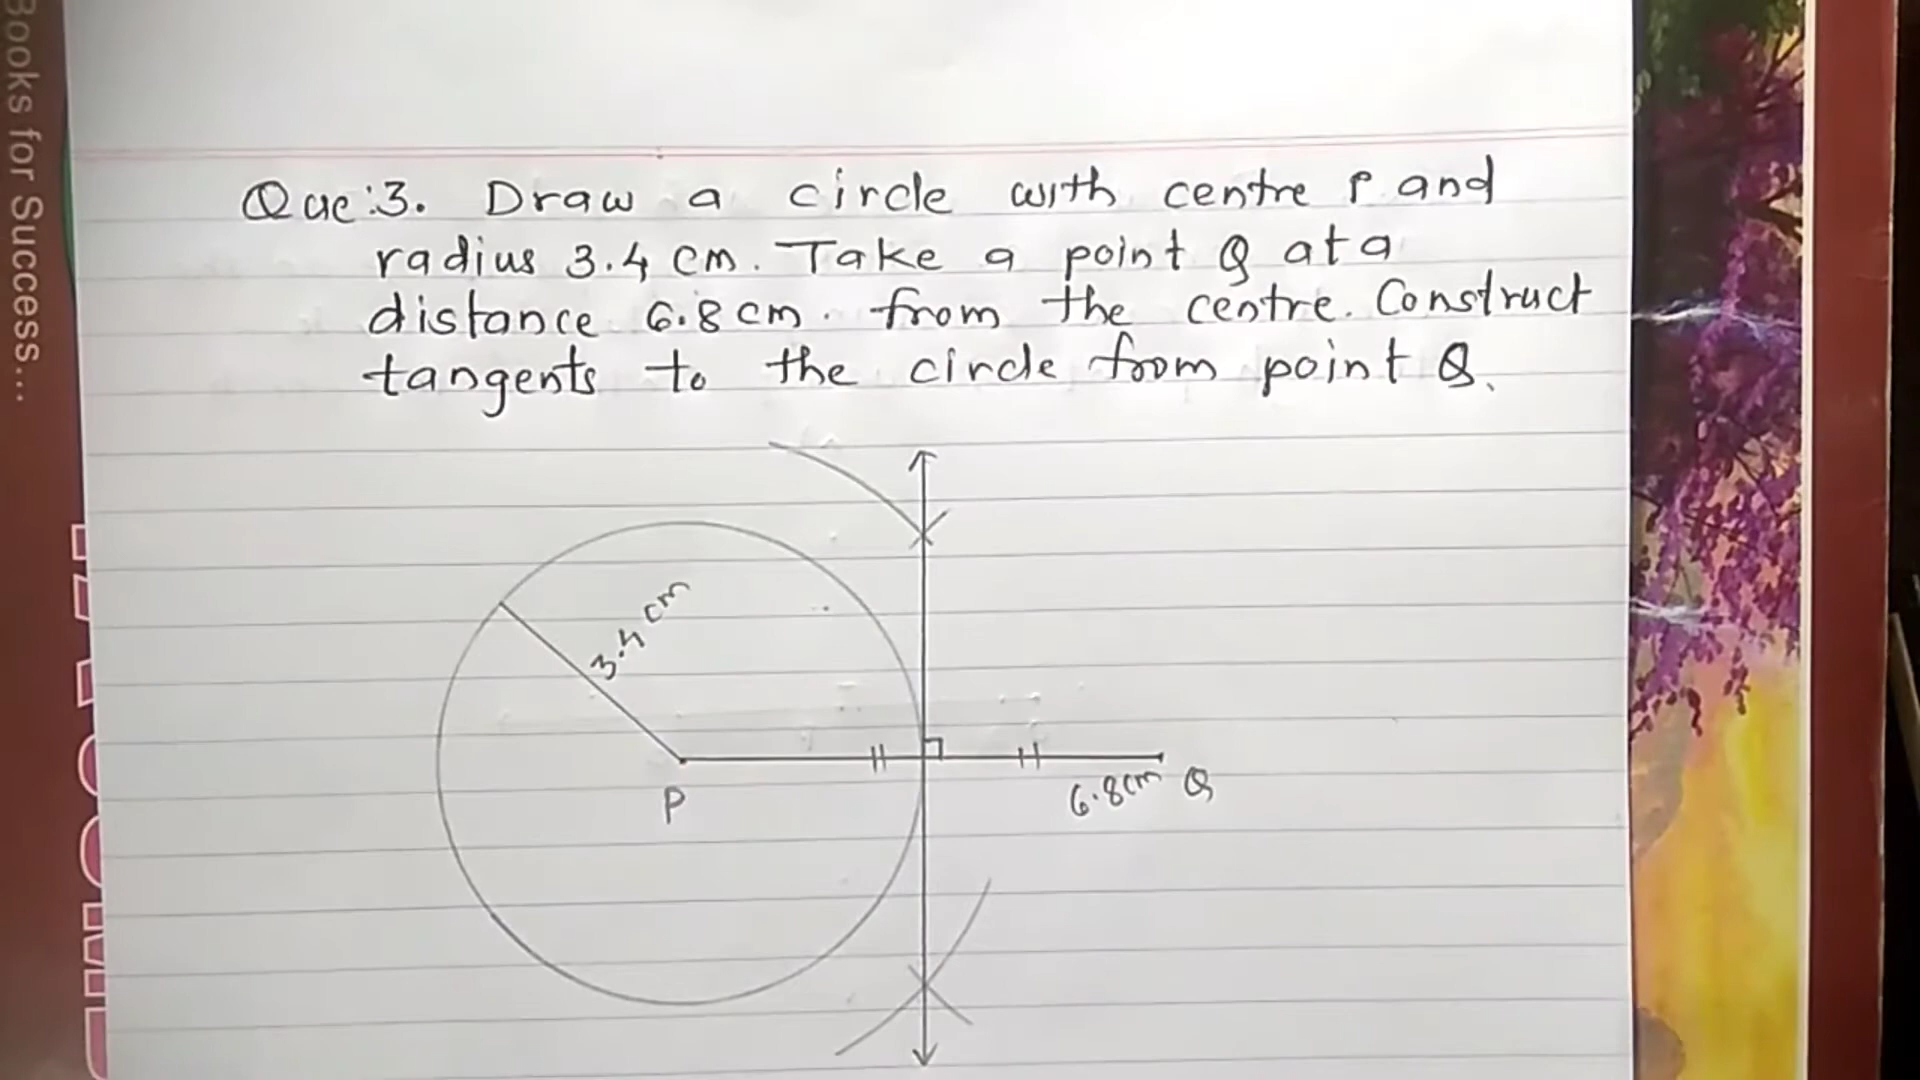 Books for Success...
Que:3. Draw a circle with centre P and
radius 3.4 cm. Take a point Q at a
distance 6.8 cm. from the centre. Construct
tangents to the circle from point Q.
3.4 cm
P
6.8cm Q